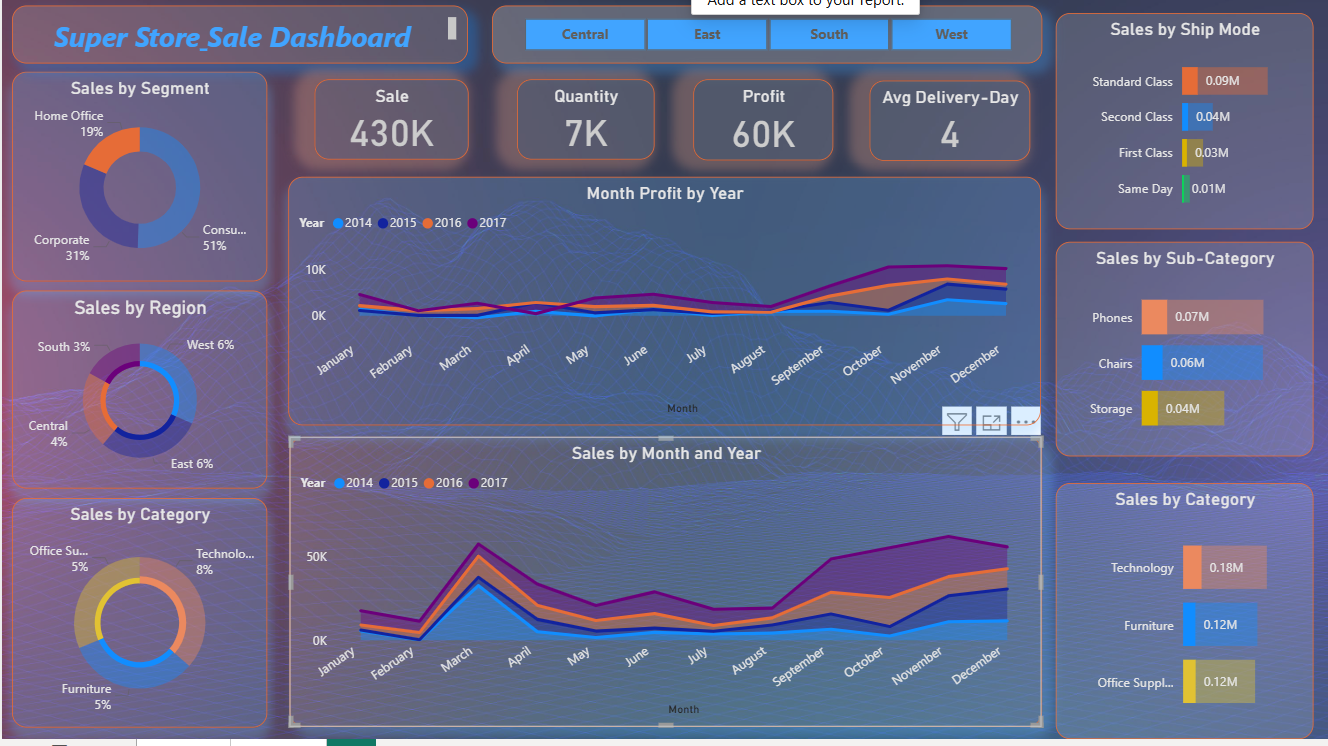 Add a text box to your report.
Super Store_Sale Dashboard
Central
East
South
West
Sales by Segment
Home Office
19%
Corporate
31%
Consu...
51%
Sales by Region
South 3%
West 6%
Central
4%
East 6%
Sales by Category
Office Su...
5%
Technolo...
8%
Furniture
5%
Sale
430K
Quantity
7K
Profit
60K
Avg Delivery-Day
4
Month Profit by Year
Year 2014 2015 2016 2017
10K
0K
January
February
March
April
May
June
July
August
September
October
November
December
Month
Sales by Month and Year
Year 2014 2015 2016 2017
50K
0K
January
February
March
April
May
June
July
August
September
October
November
December
Month
Sales by Ship Mode
Standard Class 0.09M
Second Class 0.04M
First Class 0.03M
Same Day 0.01M
Sales by Sub-Category
Phones 0.07M
Chairs 0.06M
Storage 0.04M
Sales by Category
Technology 0.18M
Furniture 0.12M
Office Suppl... 0.12M